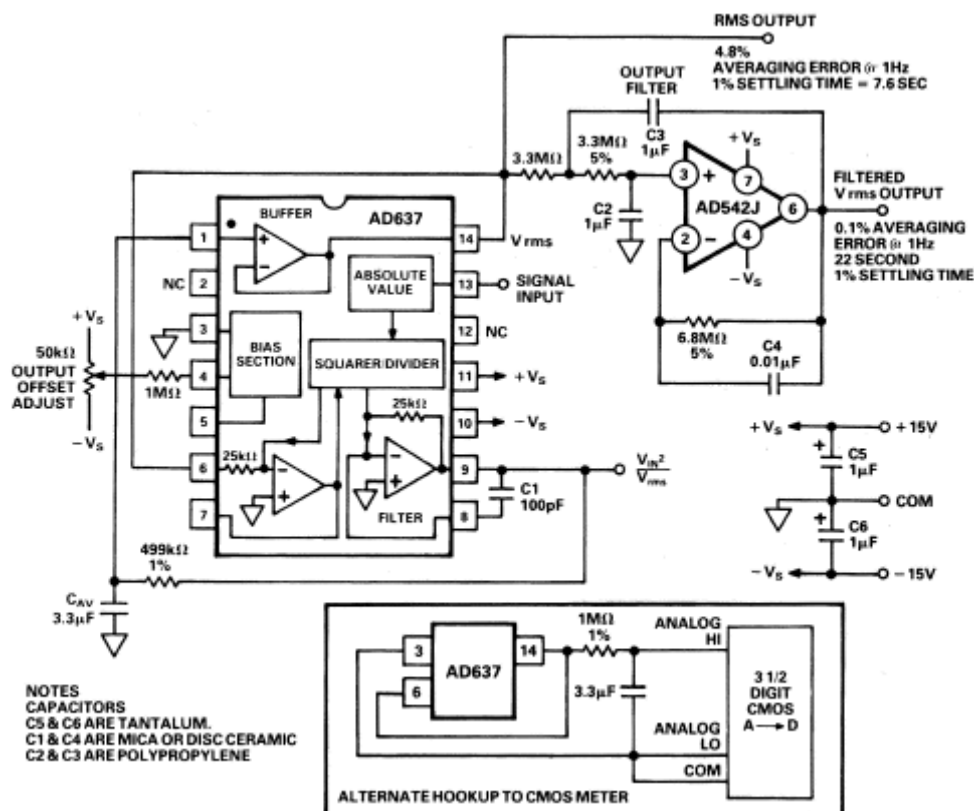 RMS OUTPUT
4.8%
AVERAGING ERROR @ 1Hz
1% SETTLING TIME = 7.6 SEC
OUTPUT
FILTER
C3
1μF
3.3MΩ
3.3MΩ
5%
+VS
3
+
7
AD542J
6
2
−
4
−VS
C2
1μF
FILTERED
V rms OUTPUT
0.1% AVERAGING
ERROR @ 1Hz
22 SECOND
1% SETTLING TIME
6.8MΩ
5%
C4
0.01μF
BUFFER
AD637
1
+
−
14
V rms
NC
2
ABSOLUTE
VALUE
13
SIGNAL
INPUT
3
12
NC
+VS
50kΩ
OUTPUT
OFFSET
ADJUST
−VS
1MΩ
4
BIAS
SECTION
SQUARER/DIVIDER
11
+VS
5
25kΩ
10
−VS
6
25kΩ
−
+
−
+
9
VIN²
Vrms
C1
100pF
7
FILTER
8
499kΩ
1%
CAV
3.3μF
+VS
+15V
+
C5
1μF
COM
+
C6
1μF
−VS
−15V
NOTES
CAPACITORS
C5 & C6 ARE TANTALUM.
C1 & C4 ARE MICA OR DISC CERAMIC
C2 & C3 ARE POLYPROPYLENE
3
14
AD637
6
1MΩ
1%
3.3μF
ANALOG
HI
ANALOG
LO
COM
3 1/2
DIGIT
CMOS
A→D
ALTERNATE HOOKUP TO CMOS METER